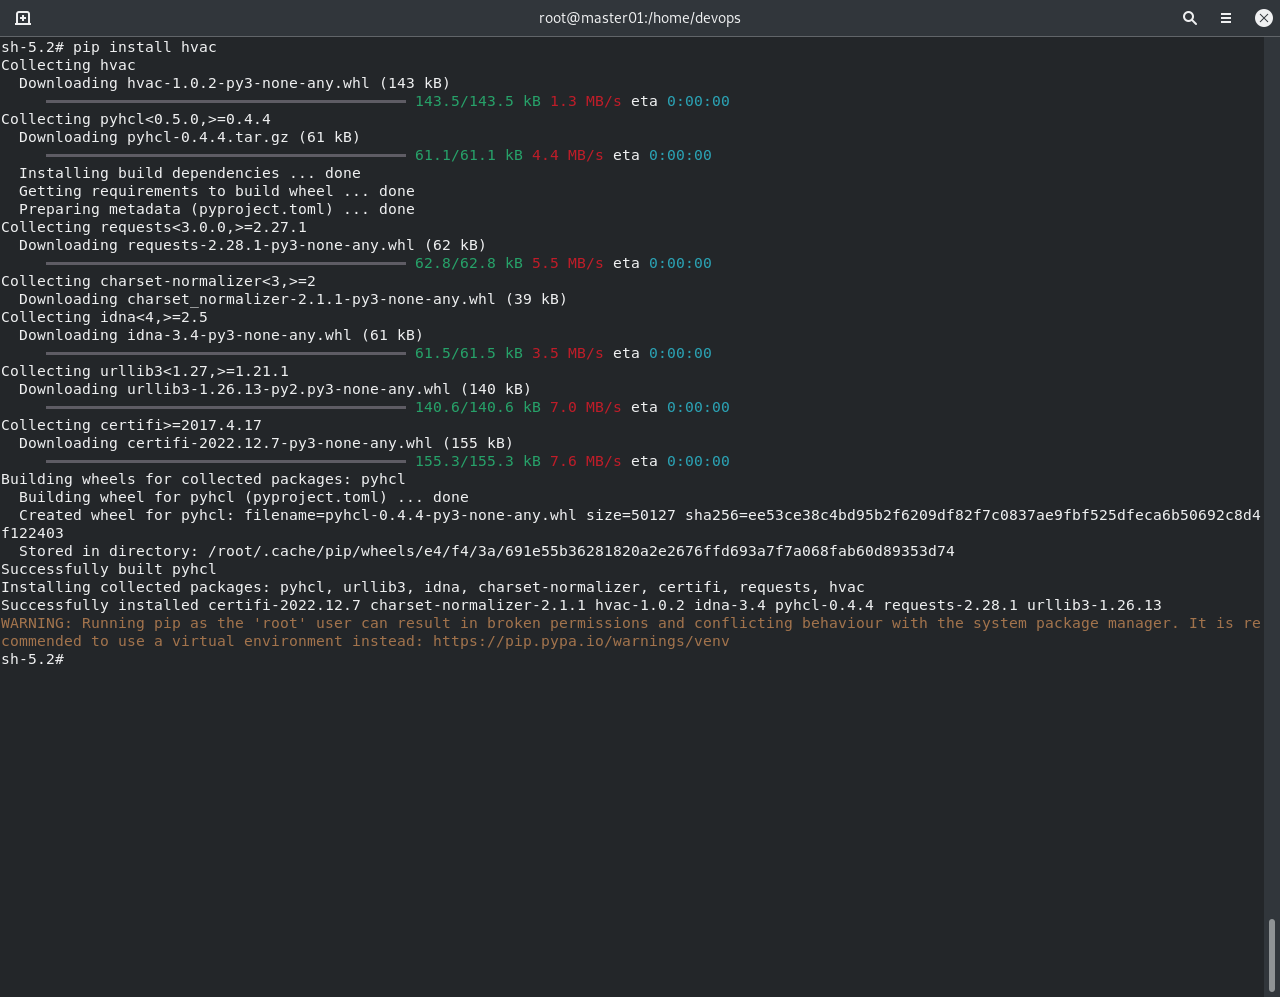 root@master01:/home/devops
sh-5.2# pip install hvac
Collecting hvac
  Downloading hvac-1.0.2-py3-none-any.whl (143 kB)
143.5/143.5 kB 1.3 MB/s eta 0:00:00
Collecting pyhcl<0.5.0,>=0.4.4
  Downloading pyhcl-0.4.4.tar.gz (61 kB)
61.1/61.1 kB 4.4 MB/s eta 0:00:00
  Installing build dependencies ... done
  Getting requirements to build wheel ... done
  Preparing metadata (pyproject.toml) ... done
Collecting requests<3.0.0,>=2.27.1
  Downloading requests-2.28.1-py3-none-any.whl (62 kB)
62.8/62.8 kB 5.5 MB/s eta 0:00:00
Collecting charset-normalizer<3,>=2
  Downloading charset_normalizer-2.1.1-py3-none-any.whl (39 kB)
Collecting idna<4,>=2.5
  Downloading idna-3.4-py3-none-any.whl (61 kB)
61.5/61.5 kB 3.5 MB/s eta 0:00:00
Collecting urllib3<1.27,>=1.21.1
  Downloading urllib3-1.26.13-py2.py3-none-any.whl (140 kB)
140.6/140.6 kB 7.0 MB/s eta 0:00:00
Collecting certifi>=2017.4.17
  Downloading certifi-2022.12.7-py3-none-any.whl (155 kB)
155.3/155.3 kB 7.6 MB/s eta 0:00:00
Building wheels for collected packages: pyhcl
  Building wheel for pyhcl (pyproject.toml) ... done
  Created wheel for pyhcl: filename=pyhcl-0.4.4-py3-none-any.whl size=50127 sha256=ee53ce38c4bd95b2f6209df82f7c0837ae9fbf525dfeca6b50692c8d4
f122403
  Stored in directory: /root/.cache/pip/wheels/e4/f4/3a/691e55b36281820a2e2676ffd693a7f7a068fab60d89353d74
Successfully built pyhcl
Installing collected packages: pyhcl, urllib3, idna, charset-normalizer, certifi, requests, hvac
Successfully installed certifi-2022.12.7 charset-normalizer-2.1.1 hvac-1.0.2 idna-3.4 pyhcl-0.4.4 requests-2.28.1 urllib3-1.26.13
WARNING: Running pip as the 'root' user can result in broken permissions and conflicting behaviour with the system package manager. It is re
commended to use a virtual environment instead: https://pip.pypa.io/warnings/venv
sh-5.2#